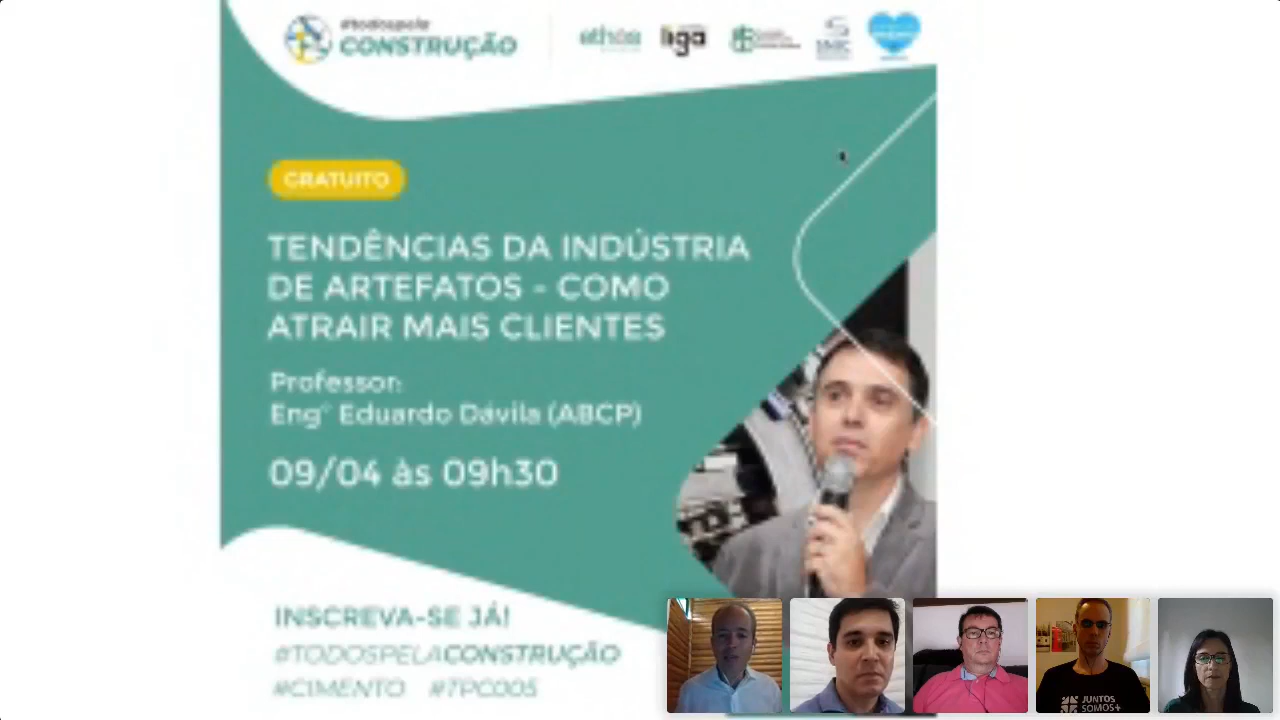 #todospela
CONSTRUÇÃO
ethos
liga
GRATUITO
TENDÊNCIAS DA INDÚSTRIA
DE ARTEFATOS - COMO
ATRAIR MAIS CLIENTES
Professor:
Engº Eduardo Dávila (ABCP)
09/04 às 09h30
INSCREVA-SE JÁ!
#TODOSPELACONSTRUÇÃO
#CIMENTO #TPC005
JUNTOS
SOMOS+